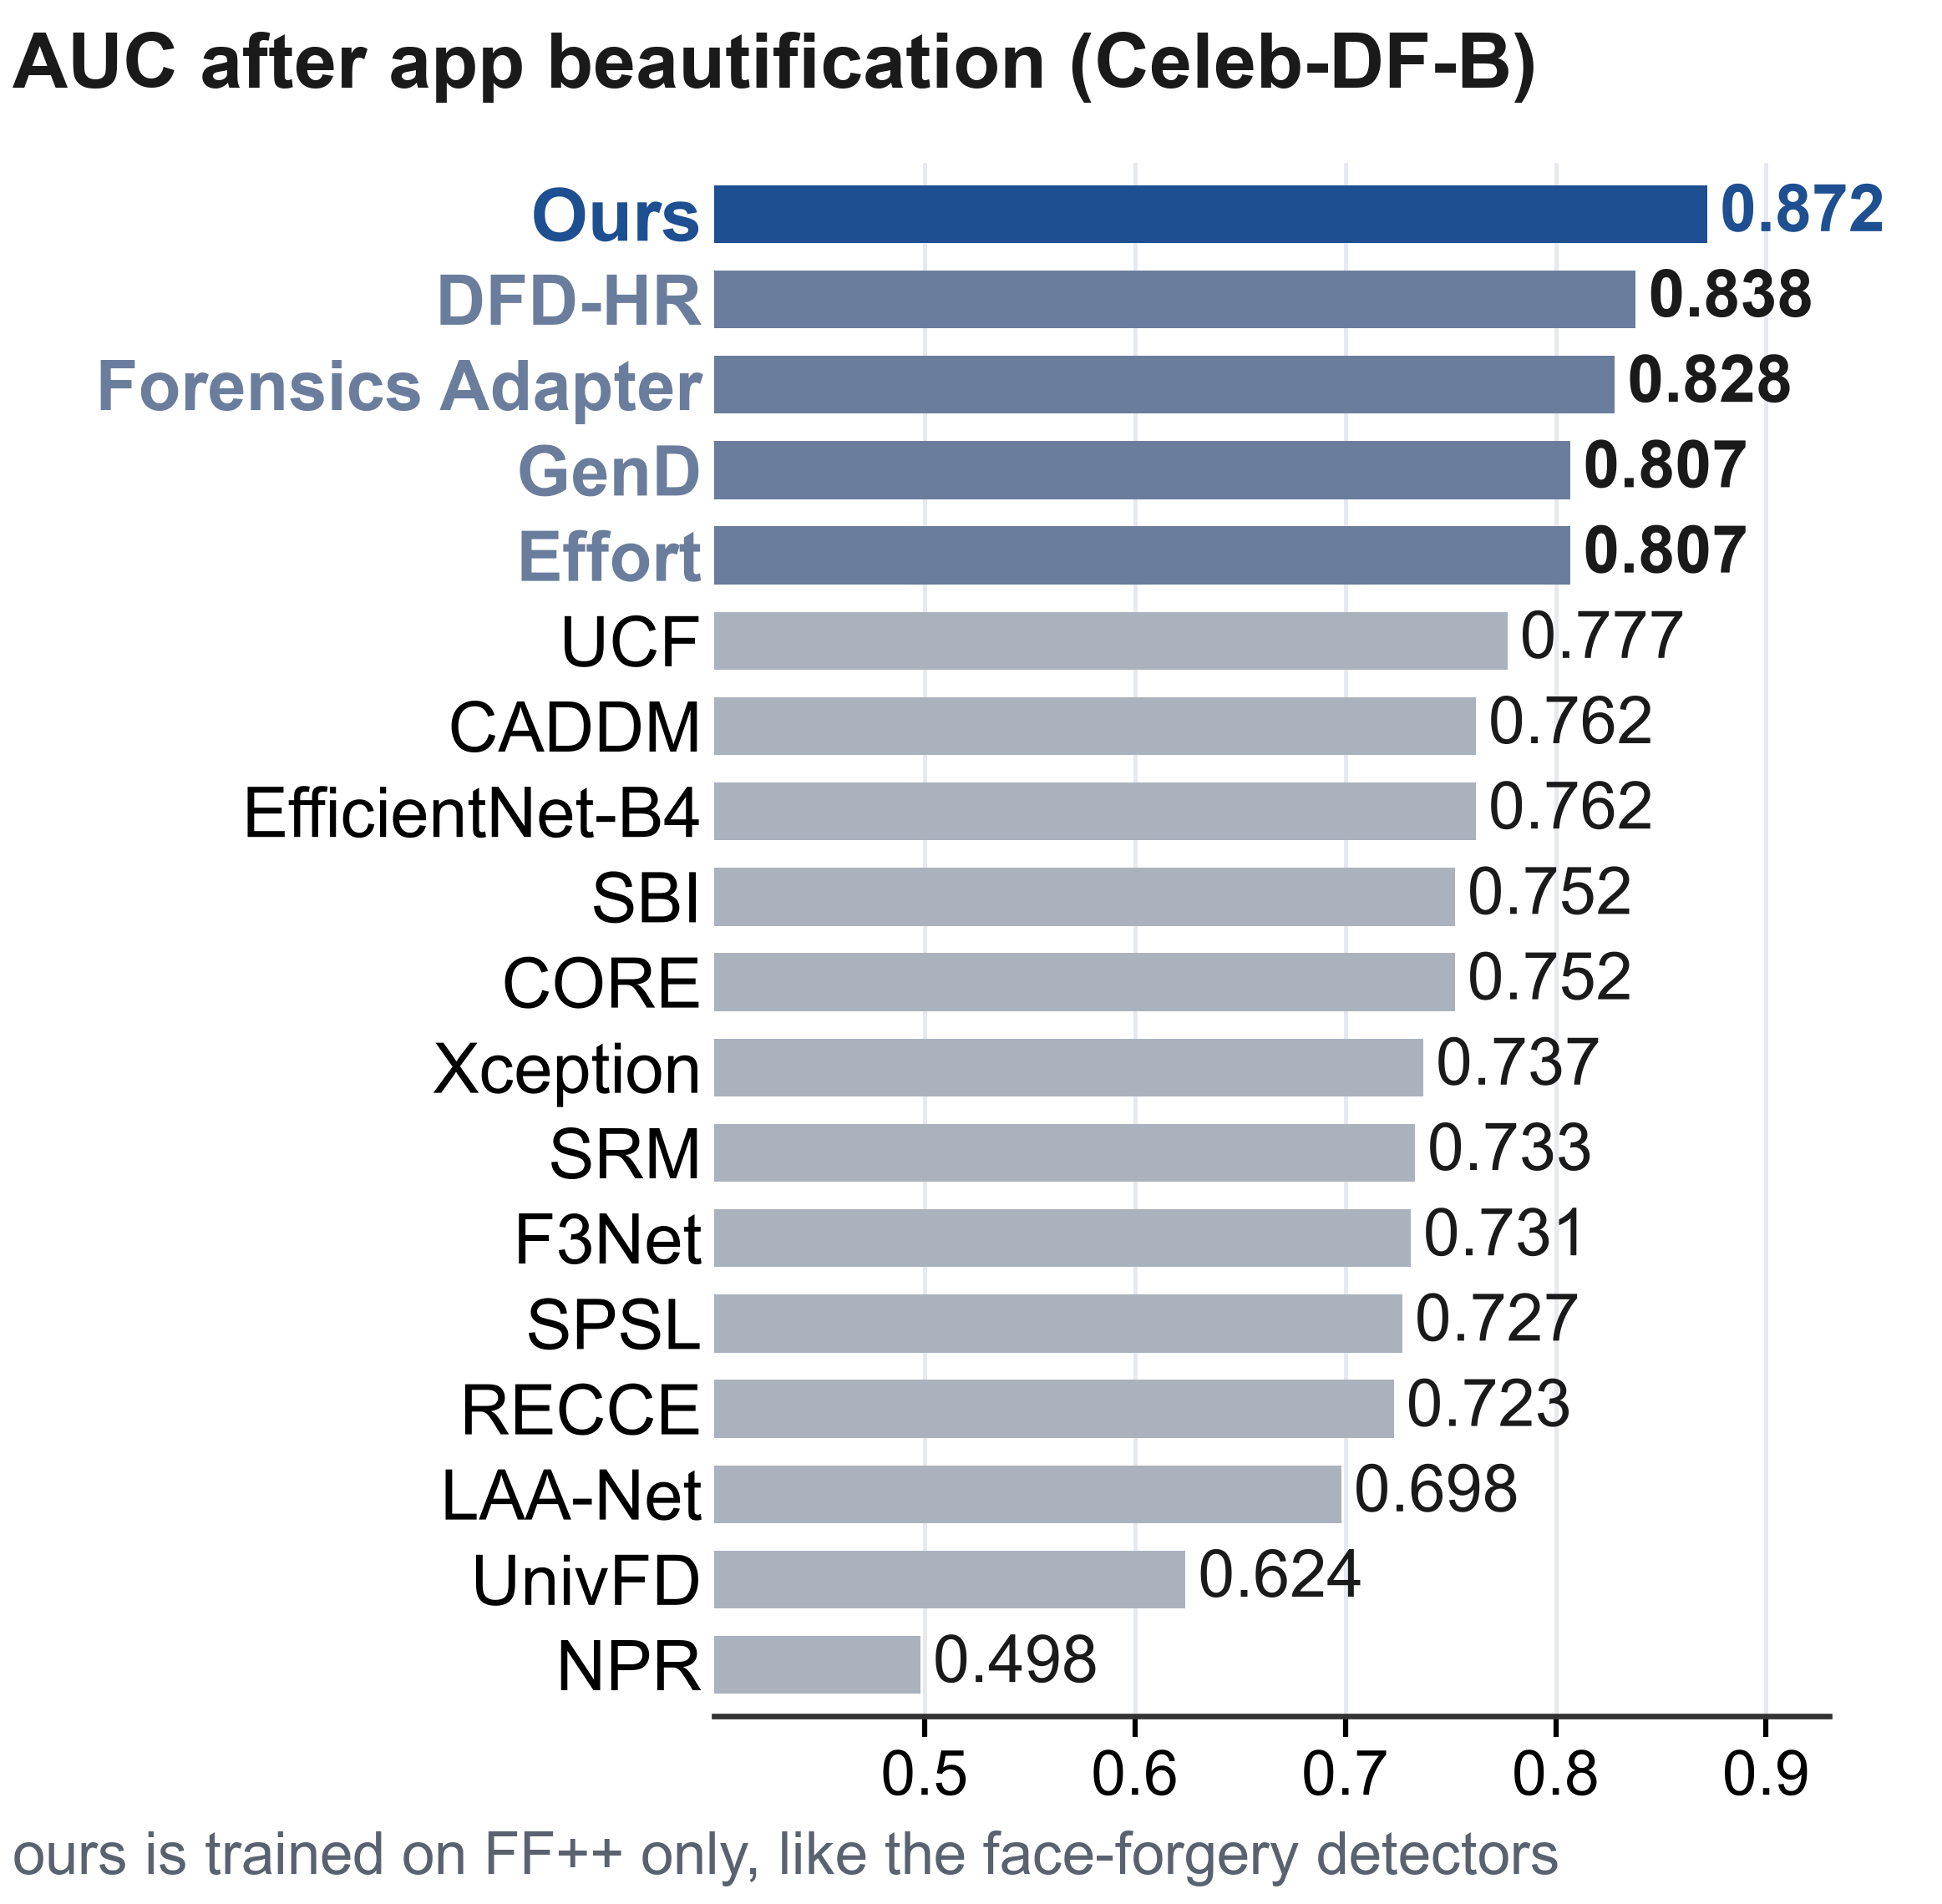 AUC after app beautification (Celeb-DF-B)
Ours 0.872
DFD-HR 0.838
Forensics Adapter 0.828
GenD 0.807
Effort 0.807
UCF 0.777
CADDM 0.762
EfficientNet-B4 0.762
SBI 0.752
CORE 0.752
Xception 0.737
SRM 0.733
F3Net 0.731
SPSL 0.727
RECCE 0.723
LAA-Net 0.698
UnivFD 0.624
NPR 0.498
0.5 0.6 0.7 0.8 0.9
ours is trained on FF++ only, like the face-forgery detectors